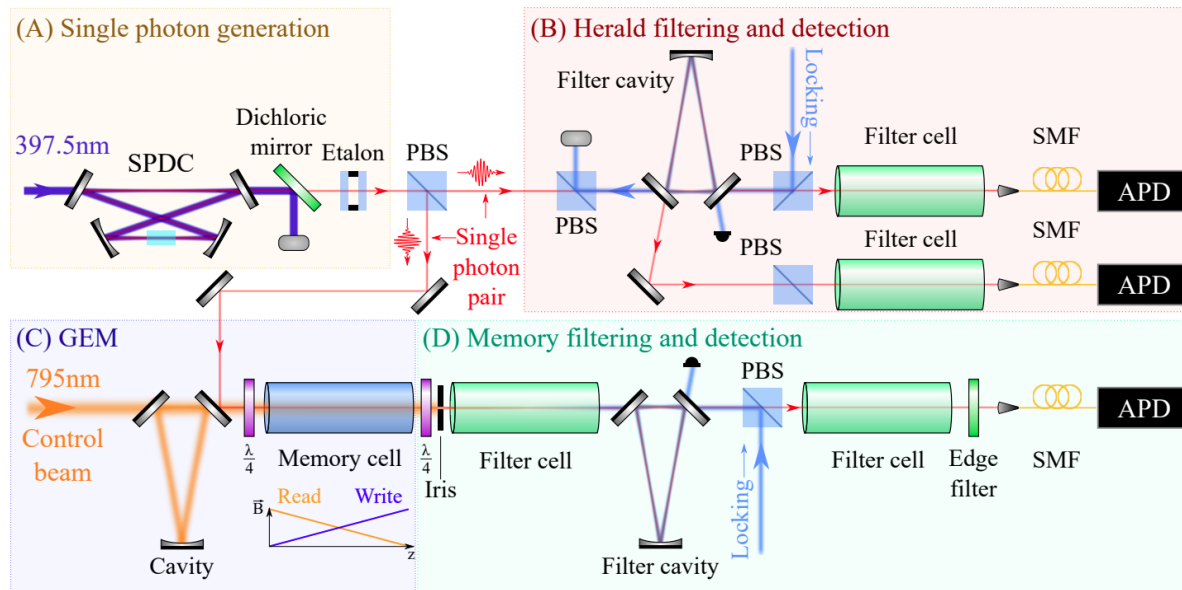 (A) Single photon generation
397.5nm
SPDC
Dichloric
mirror
Etalon
PBS
Single
photon
pair
(B) Herald filtering and detection
Filter cavity
Locking
PBS
PBS
PBS
Filter cell
SMF
APD
Filter cell
SMF
APD
(C) GEM
795nm
Control
beam
Cavity
λ/4
Memory cell
λ/4
Iris
B⃗
Read
Write
z
(D) Memory filtering and detection
Filter cell
Filter cavity
PBS
Locking
Filter cell
Edge
filter
SMF
APD